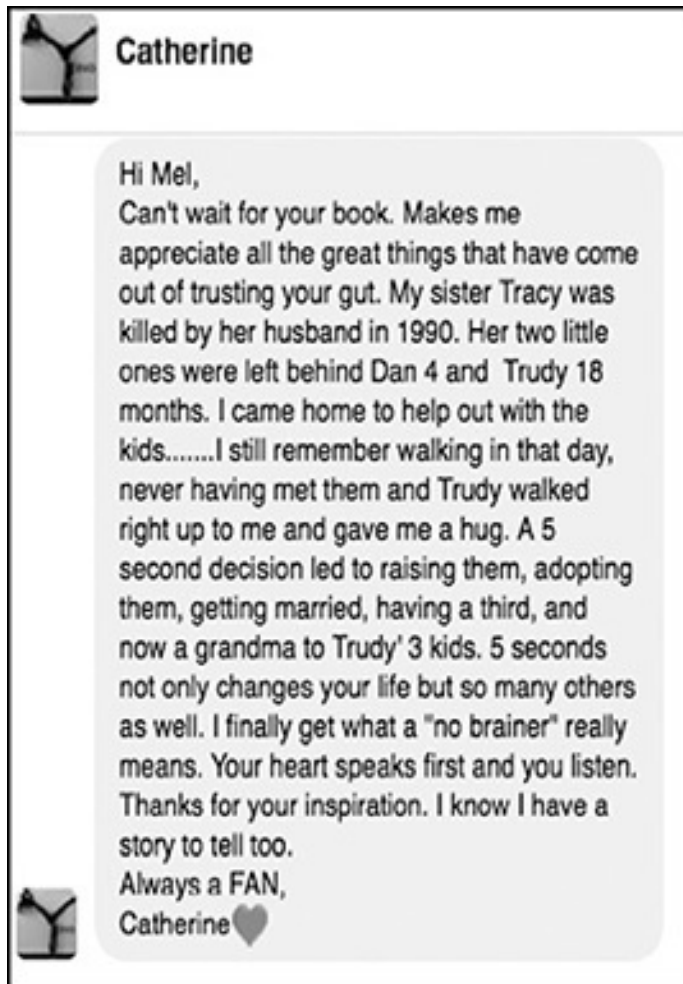 Catherine
Hi Mel,
Can't wait for your book. Makes me
appreciate all the great things that have come
out of trusting your gut. My sister Tracy was
killed by her husband in 1990. Her two little
ones were left behind Dan 4 and  Trudy 18
months. I came home to help out with the
kids.......I still remember walking in that day,
never having met them and Trudy walked
right up to me and gave me a hug. A 5
second decision led to raising them, adopting
them, getting married, having a third, and
now a grandma to Trudy' 3 kids. 5 seconds
not only changes your life but so many others
as well. I finally get what a "no brainer" really
means. Your heart speaks first and you listen.
Thanks for your inspiration. I know I have a
story to tell too.
Always a FAN,
Catherine